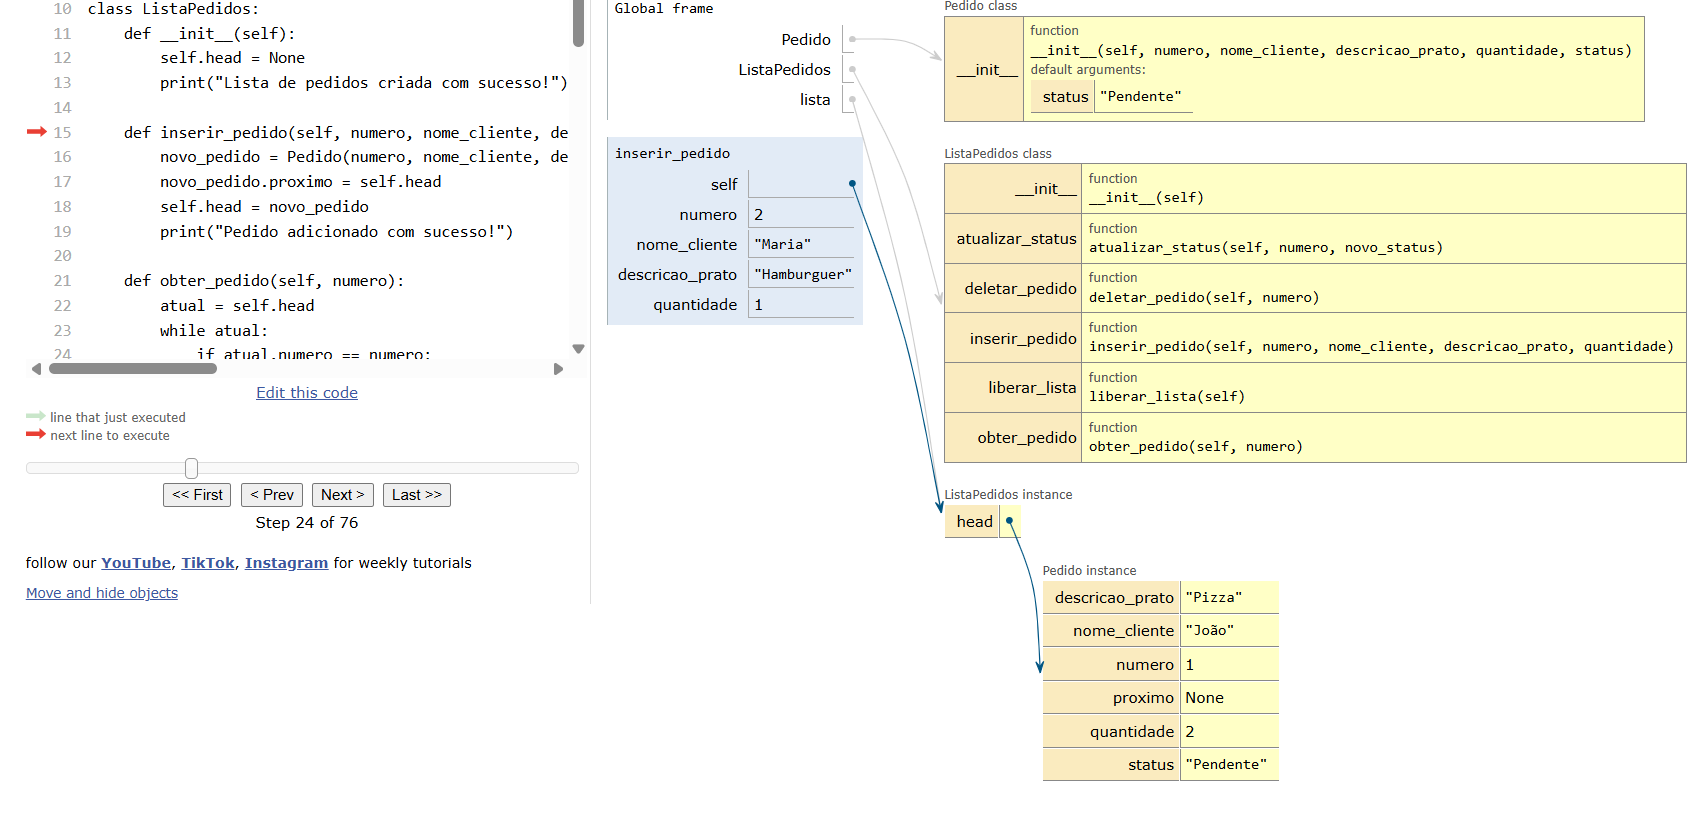 10 class ListaPedidos:
11     def __init__(self):
12         self.head = None
13         print("Lista de pedidos criada com sucesso!")
14
15     def inserir_pedido(self, numero, nome_cliente, de
16         novo_pedido = Pedido(numero, nome_cliente, de
17         novo_pedido.proximo = self.head
18         self.head = novo_pedido
19         print("Pedido adicionado com sucesso!")
20
21     def obter_pedido(self, numero):
22         atual = self.head
23         while atual:
24             if atual.numero == numero:
Edit this code
line that just executed
next line to execute
<< First < Prev Next > Last >>
Step 24 of 76
follow our YouTube, TikTok, Instagram for weekly tutorials
Move and hide objects
Global frame
Pedido
ListaPedidos
lista
inserir_pedido
self
numero 2
nome_cliente "Maria"
descricao_prato "Hamburguer"
quantidade 1
Pedido class
__init__
function
__init__(self, numero, nome_cliente, descricao_prato, quantidade, status)
default arguments:
status "Pendente"
ListaPedidos class
__init__
function
__init__(self)
atualizar_status
function
atualizar_status(self, numero, novo_status)
deletar_pedido
function
deletar_pedido(self, numero)
inserir_pedido
function
inserir_pedido(self, numero, nome_cliente, descricao_prato, quantidade)
liberar_lista
function
liberar_lista(self)
obter_pedido
function
obter_pedido(self, numero)
ListaPedidos instance
head
Pedido instance
descricao_prato "Pizza"
nome_cliente "João"
numero 1
proximo None
quantidade 2
status "Pendente"